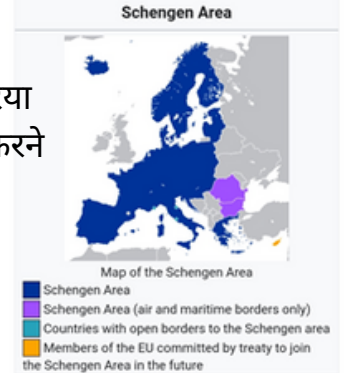 Schengen Area
करने
Map of the Schengen Area
Schengen Area
Schengen Area (air and maritime borders only)
Countries with open borders to the Schengen area
Members of the EU committed by treaty to join
the Schengen Area in the future